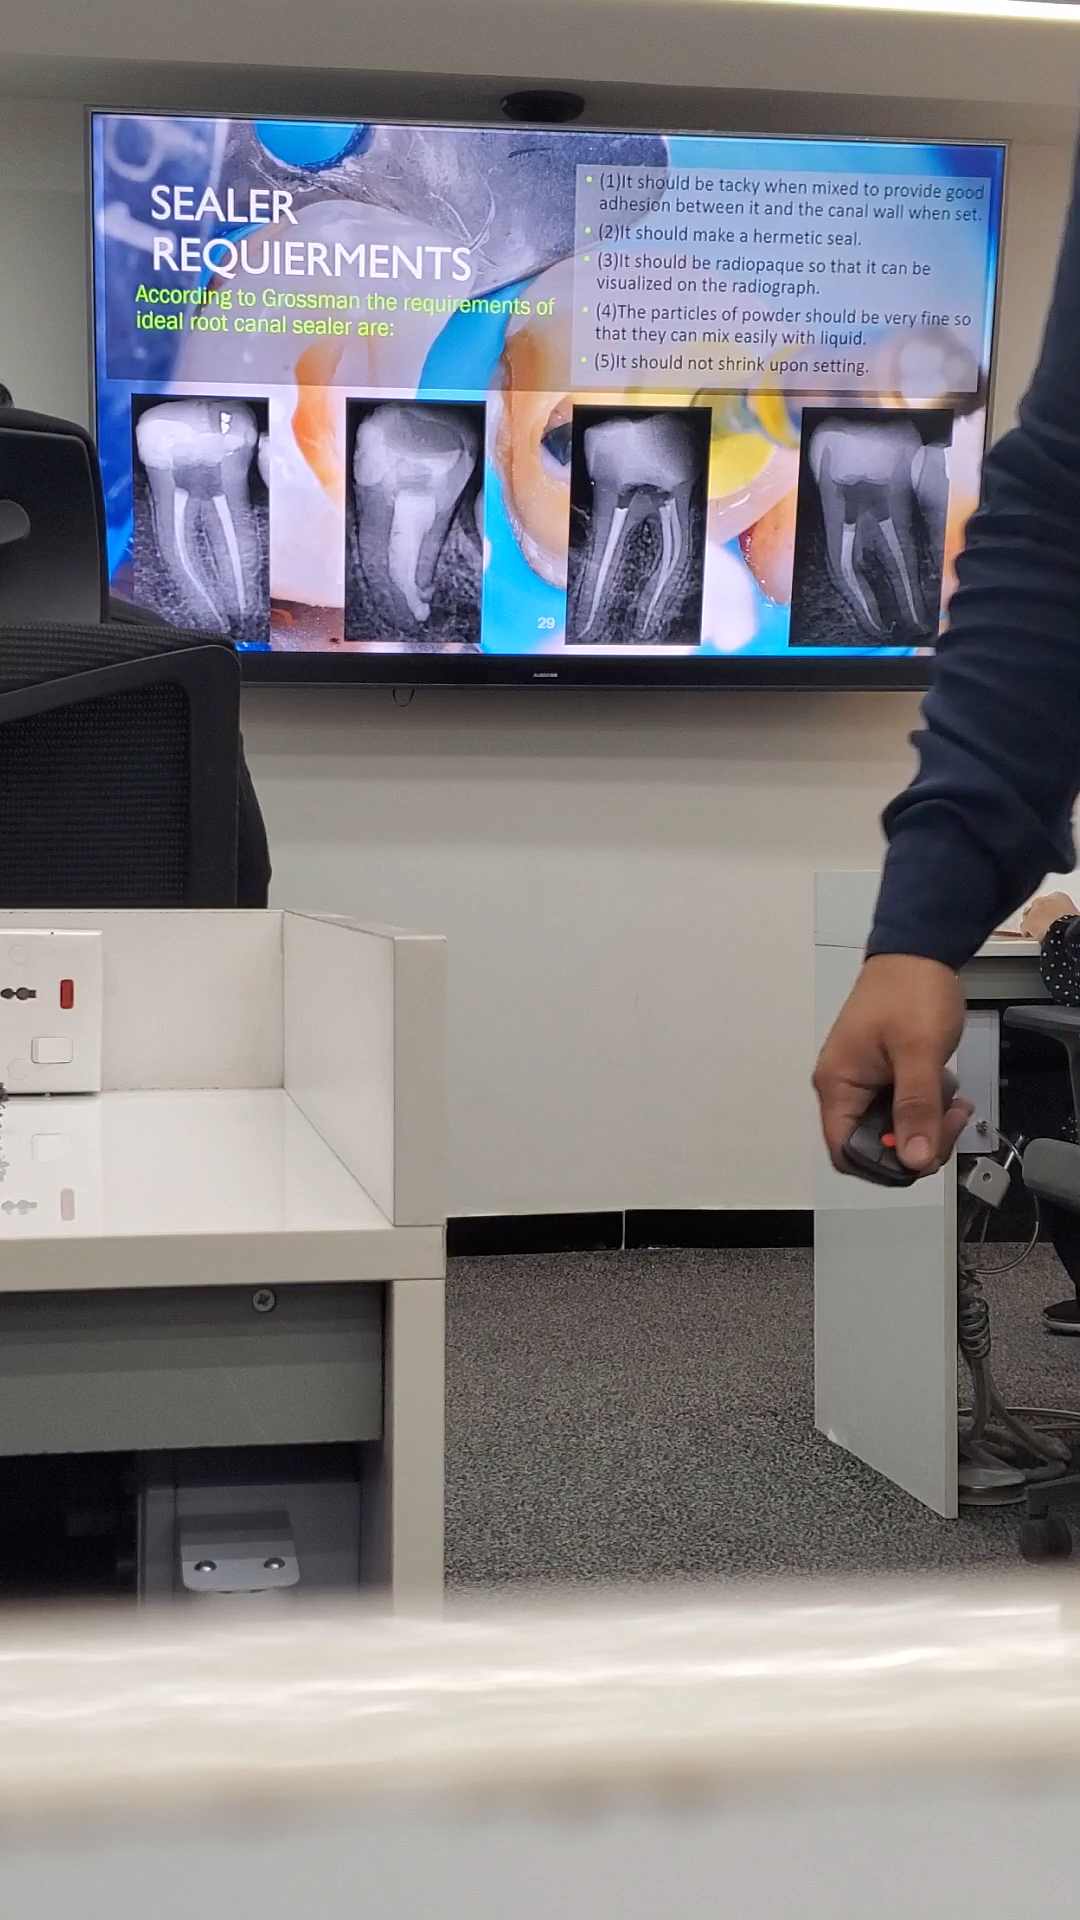 SEALER
REQUIERMENTS
According to Grossman the requirements of
ideal root canal sealer are:
• (1)It should be tacky when mixed to provide good
adhesion between it and the canal wall when set.
• (2)It should make a hermetic seal.
• (3)It should be radiopaque so that it can be
visualized on the radiograph.
• (4)The particles of powder should be very fine so
that they can mix easily with liquid.
• (5)It should not shrink upon setting.
29